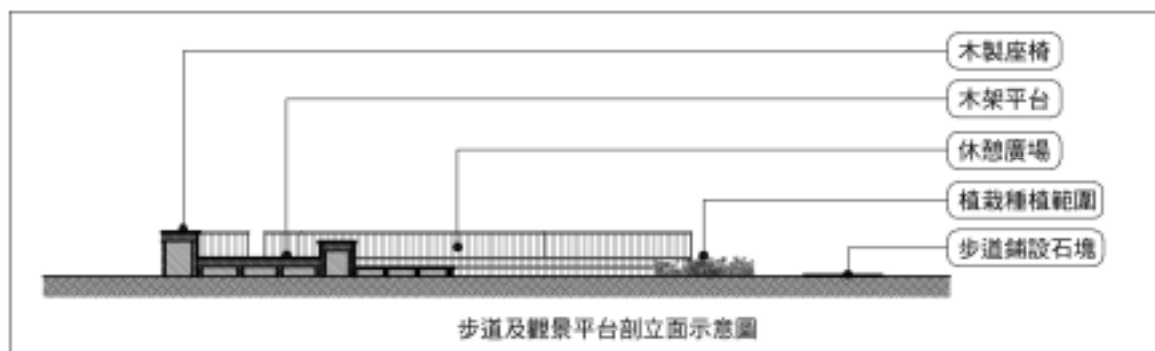 木製座椅
木架平台
休憩廣場
植栽種植範圍
步道鋪設石塊
步道及觀景平台剖立面示意圖